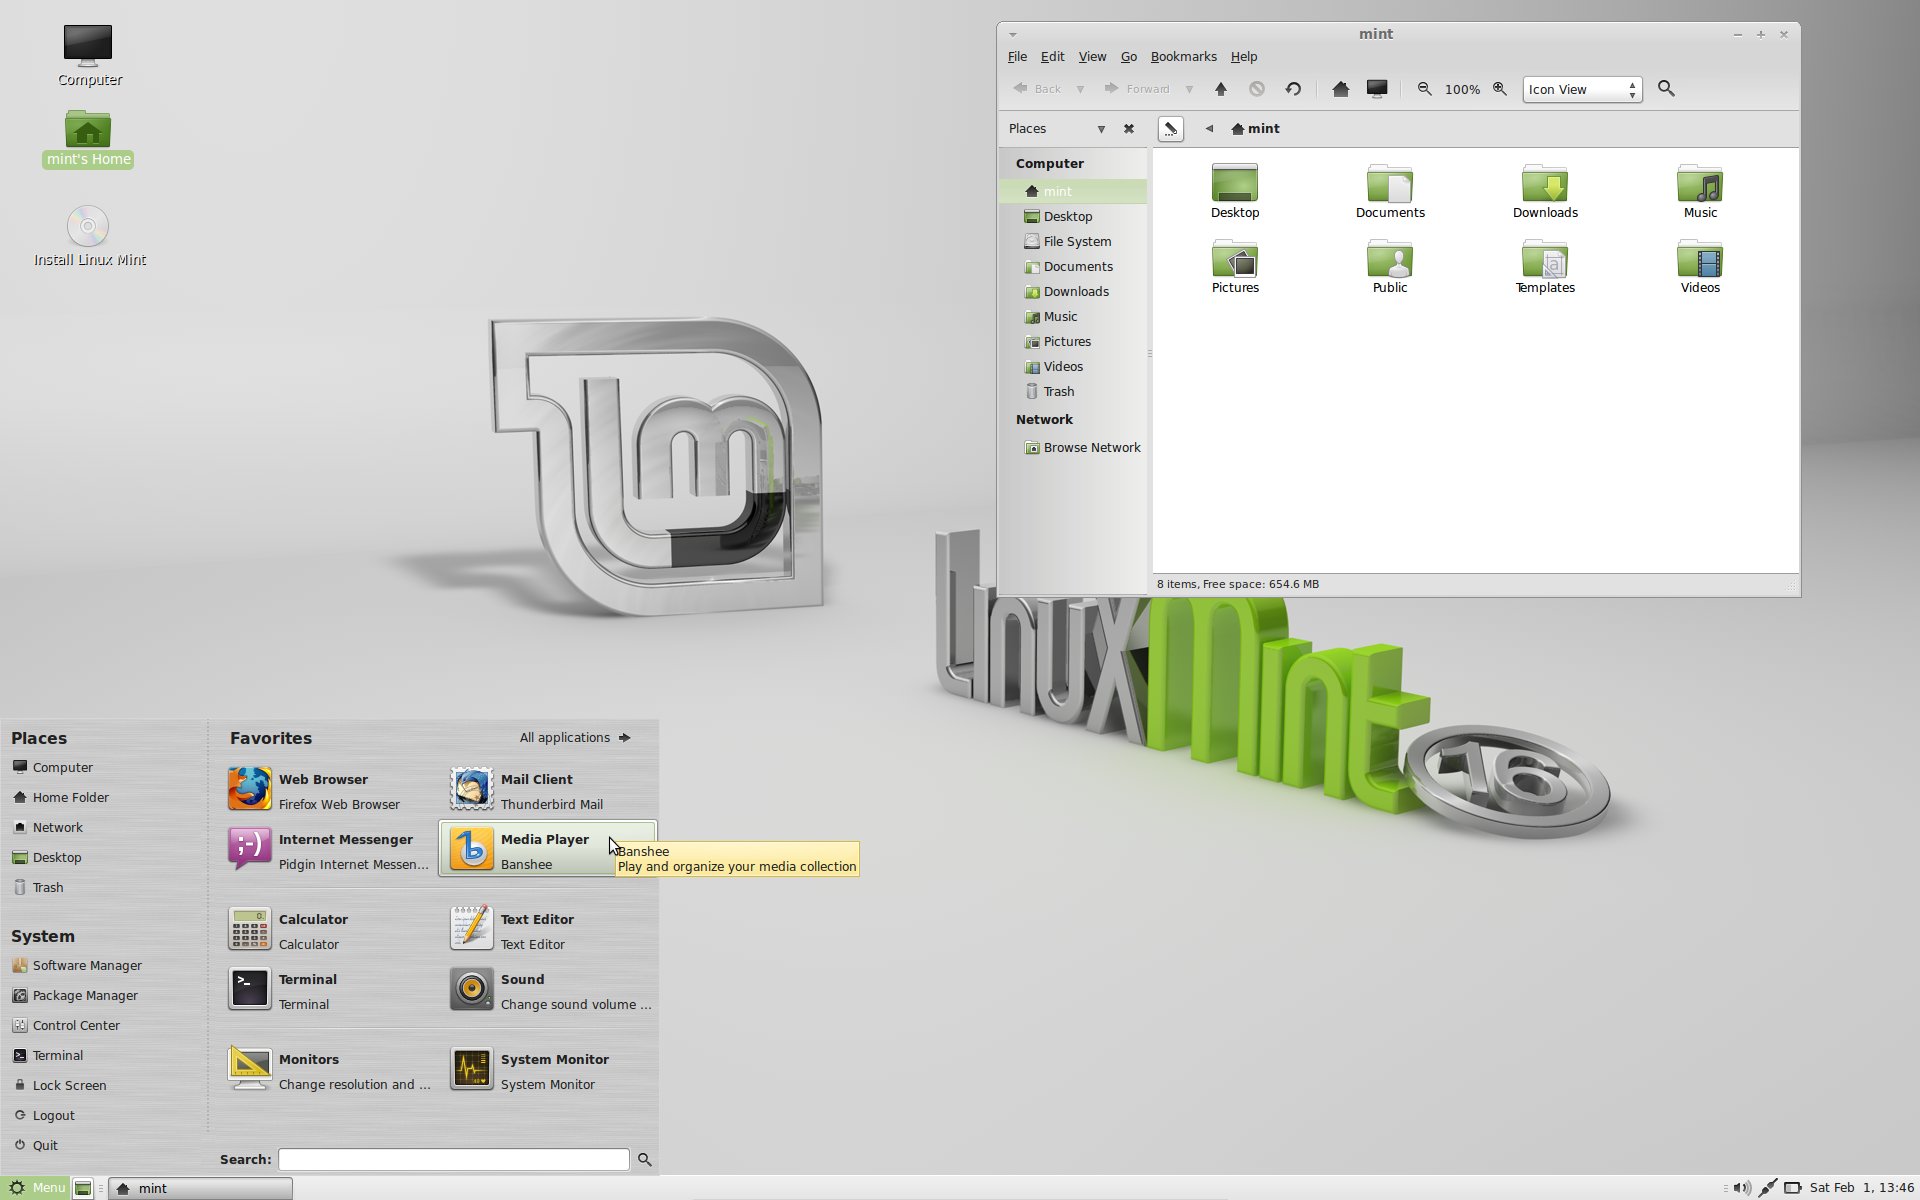 Computer
mint's Home
Install Linux Mint
mint
File Edit View Go Bookmarks Help
Back Forward 100% Icon View
Places mint
Computer
mint
Desktop
File System
Documents
Downloads
Music
Pictures
Videos
Trash
Network
Browse Network
Desktop Documents Downloads Music
Pictures Public Templates Videos
8 items, Free space: 654.6 MB
Linux Mint
16
Places
Computer
Home Folder
Network
Desktop
Trash
System
Software Manager
Package Manager
Control Center
Terminal
Lock Screen
Logout
Quit
Favorites All applications
Web Browser
Firefox Web Browser
Mail Client
Thunderbird Mail
Internet Messenger
Pidgin Internet Messen...
Media Player
Banshee
Banshee
Play and organize your media collection
Calculator
Calculator
Text Editor
Text Editor
Terminal
Terminal
Sound
Change sound volume ...
Monitors
Change resolution and ...
System Monitor
System Monitor
Search:
Menu mint Sat Feb 1, 13:46